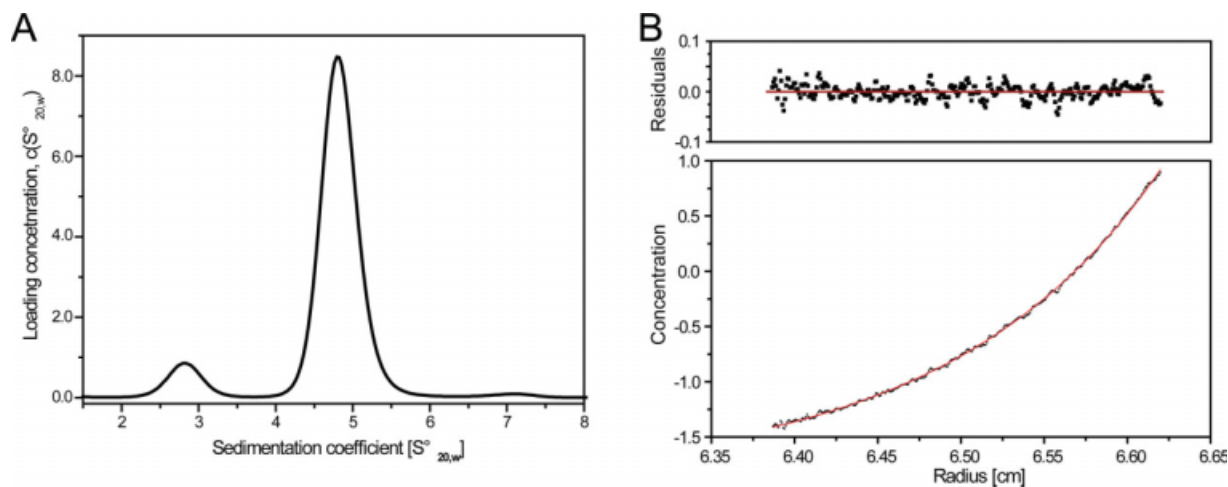 A
Loading concetnration, c(S° 20,w)
8.0
6.0
4.0
2.0
0.0
2 3 4 5 6 7 8
Sedimentation coefficient [S° 20,w]
B
Residuals
0.1
0.0
-0.1
Concentration
1.0
0.5
0.0
-0.5
-1.0
-1.5
6.35 6.40 6.45 6.50 6.55 6.60 6.65
Radius [cm]